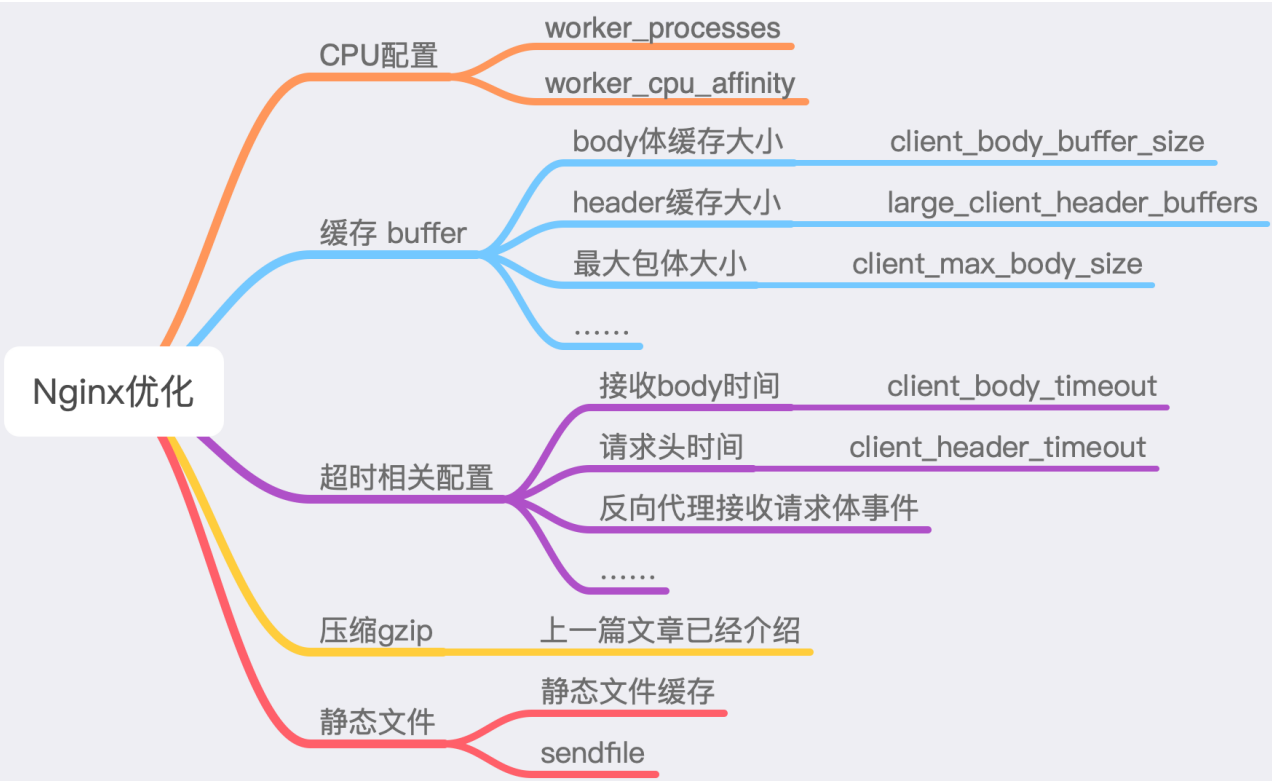 Nginx优化
CPU配置
worker_processes
worker_cpu_affinity
缓存 buffer
body体缓存大小 client_body_buffer_size
header缓存大小 large_client_header_buffers
最大包体大小 client_max_body_size
……
超时相关配置
接收body时间 client_body_timeout
请求头时间 client_header_timeout
反向代理接收请求体事件
……
压缩gzip 上一篇文章已经介绍
静态文件
静态文件缓存
sendfile